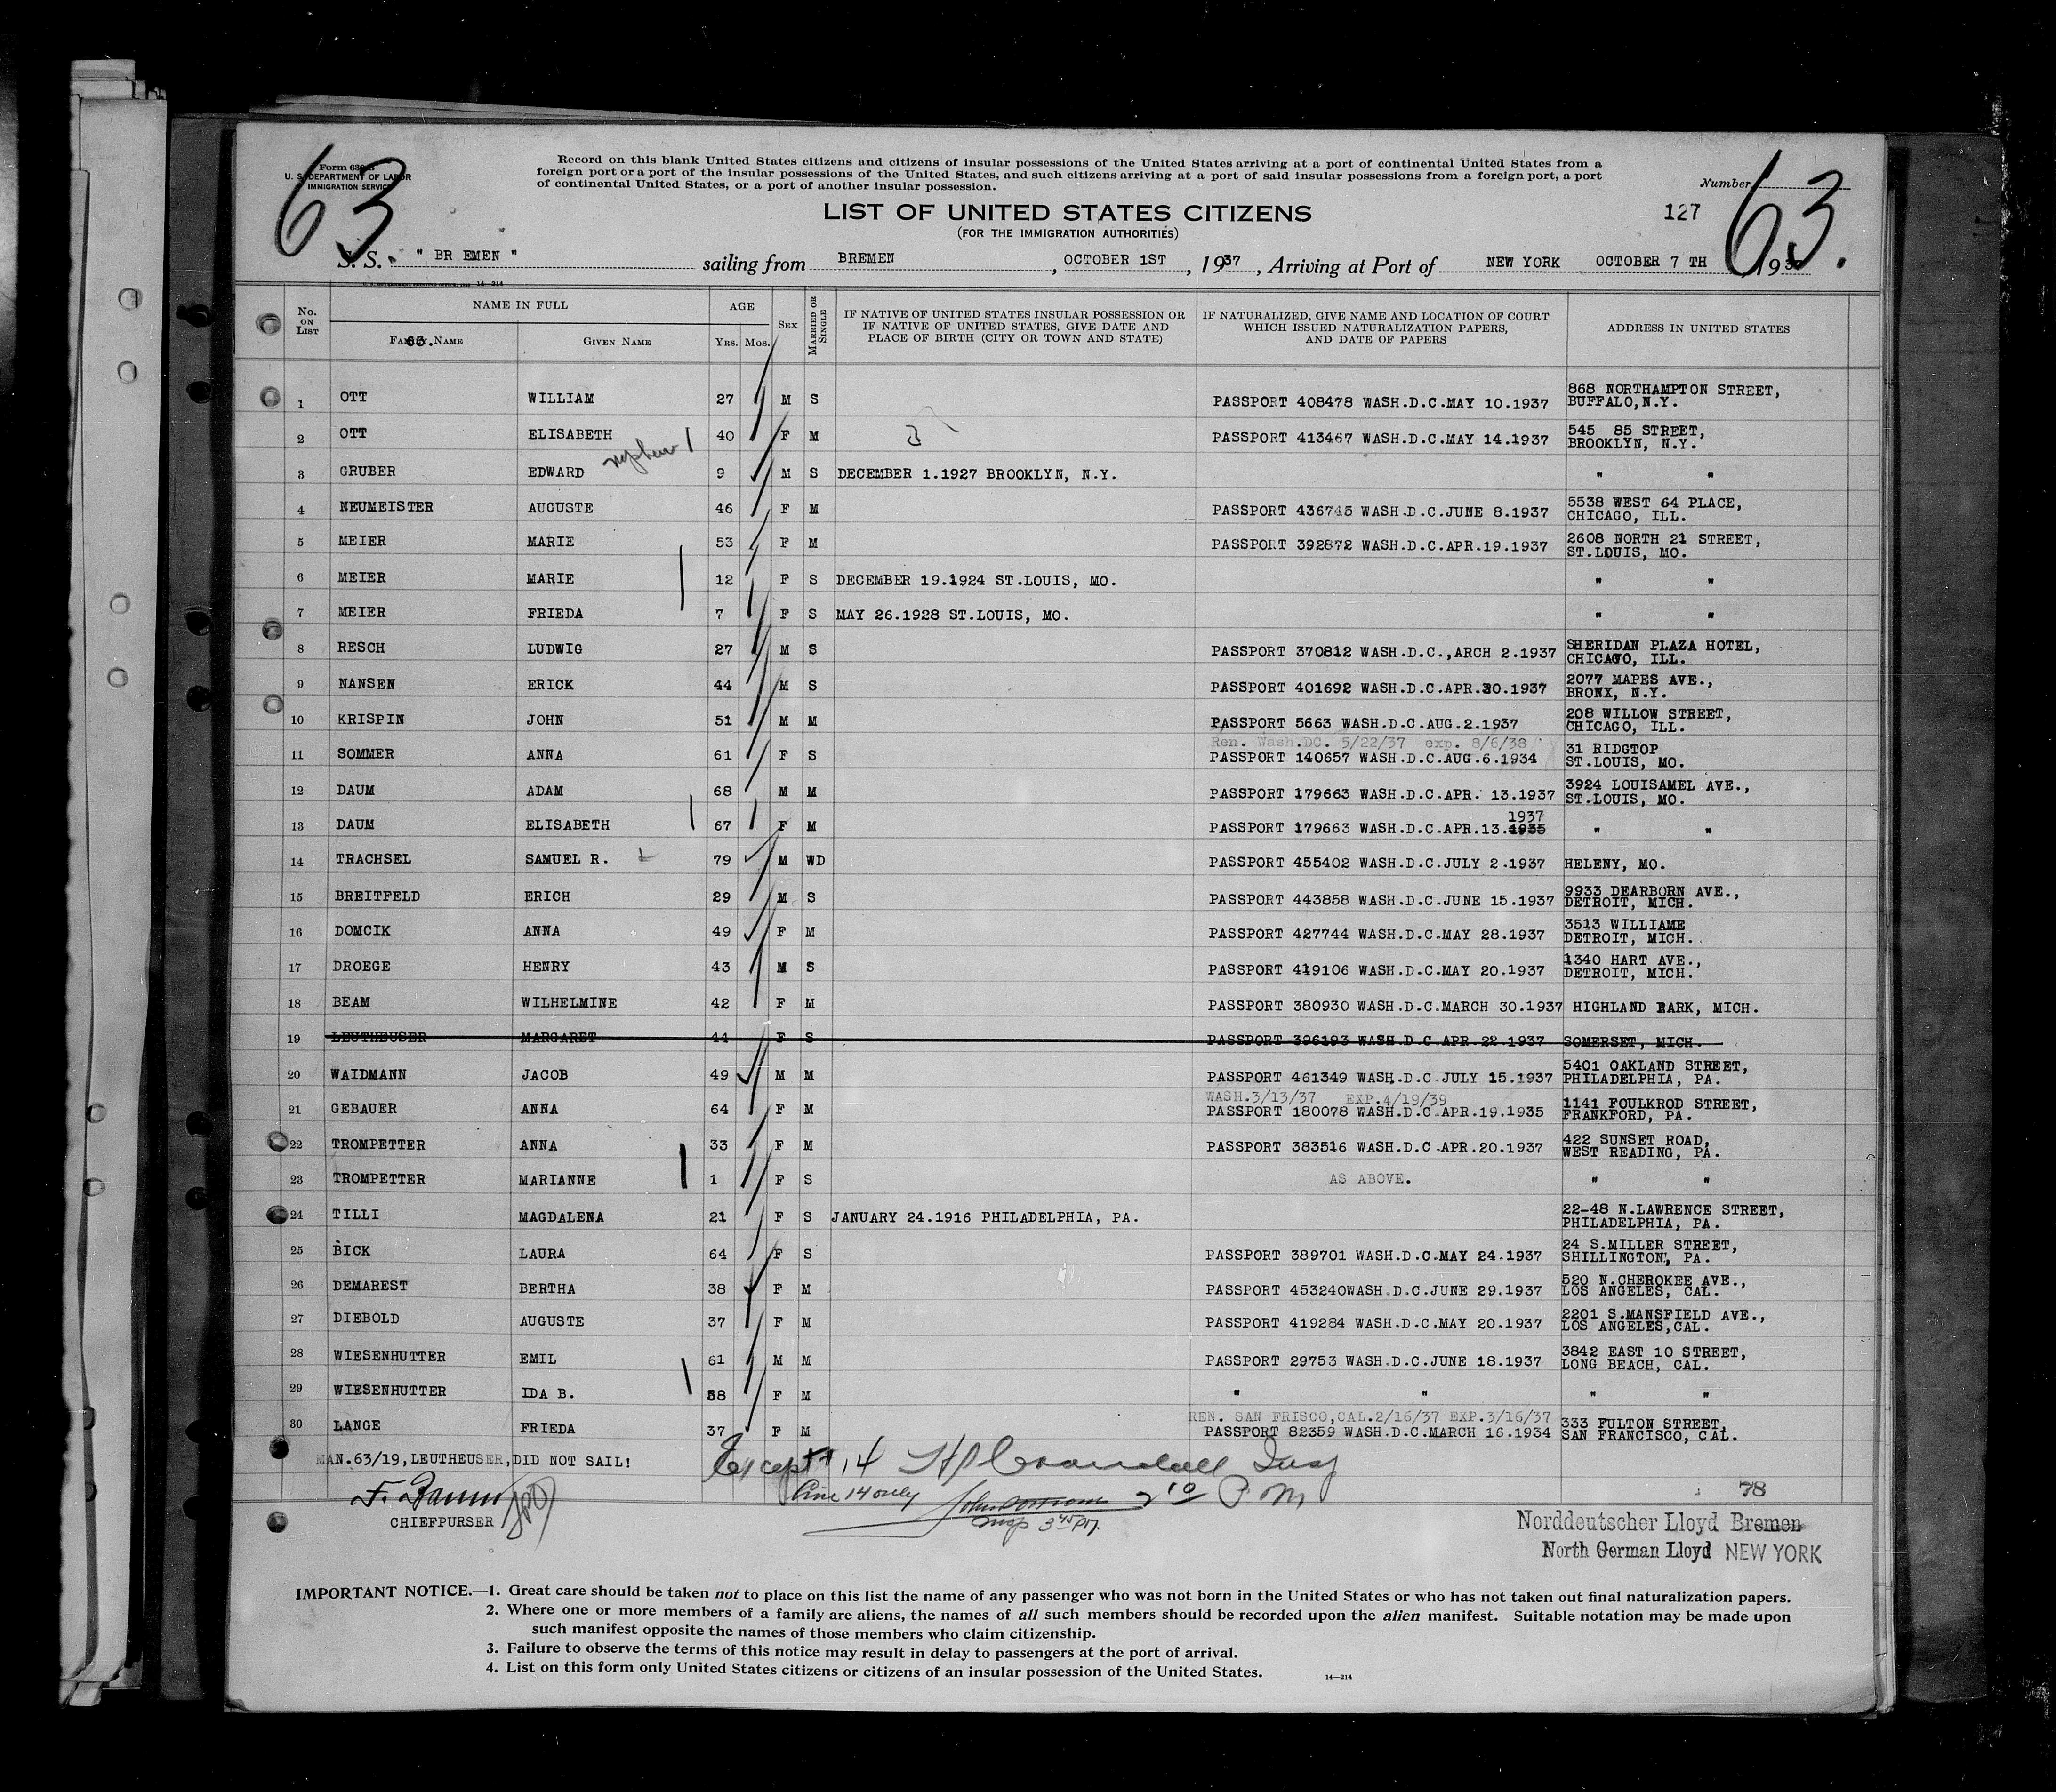 63
63.
Form 630
U. S. DEPARTMENT OF LABOR
IMMIGRATION SERVICE
Record on this blank United States citizens and citizens of insular possessions of the United States arriving at a port of continental United States from a
foreign port or a port of the insular possessions of the United States, and such citizens arriving at a port of said insular possessions from a foreign port, a port
of continental United States, or a port of another insular possession.
Number
LIST OF UNITED STATES CITIZENS
127
(FOR THE IMMIGRATION AUTHORITIES)
S. S. " BR EMEN " sailing from BREMEN , OCTOBER 1ST , 1937 , Arriving at Port of NEW YORK OCTOBER 7 TH 193
14—214
No. ON LIST
NAME IN FULL
FAMILY NAME
63.
GIVEN NAME
AGE
YRS. MOS.
SEX
MARRIED OR SINGLE
IF NATIVE OF UNITED STATES INSULAR POSSESSION OR
IF NATIVE OF UNITED STATES, GIVE DATE AND
PLACE OF BIRTH (CITY OR TOWN AND STATE)
IF NATURALIZED, GIVE NAME AND LOCATION OF COURT
WHICH ISSUED NATURALIZATION PAPERS,
AND DATE OF PAPERS
ADDRESS IN UNITED STATES
1 OTT WILLIAM 27 M S PASSPORT 408478 WASH.D.C.MAY 10.1937 868 NORTHAMPTON STREET,
BUFFALO,N.Y.
2 OTT ELISABETH 40 F M PASSPORT 413467 WASH.D.C.MAY 14.1937 545 85 STREET,
BROOKLYN, N.Y.
nephew
3 GRUBER EDWARD 9 M S DECEMBER 1.1927 BROOKLYN, N.Y. " "
4 NEUMEISTER AUGUSTE 46 F M PASSPORT 436745 WASH.D.C.JUNE 8.1937 5538 WEST 64 PLACE,
CHICAGO, ILL.
5 MEIER MARIE 53 F M PASSPORT 392872 WASH.D.C.APR.19.1937 2608 NORTH 21 STREET,
ST.LOUIS, MO.
6 MEIER MARIE 12 F S DECEMBER 19.1924 ST.LOUIS, MO. " "
7 MEIER FRIEDA 7 F S MAY 26.1928 ST.LOUIS, MO. " "
8 RESCH LUDWIG 27 M S PASSPORT 370812 WASH.D.C.,ARCH 2.1937 SHERIDAN PLAZA HOTEL,
CHICAGO, ILL.
9 NANSEN ERICK 44 M S PASSPORT 401692 WASH.D.C.APR.30.1937 2077 MAPES AVE.,
BRONX, N.Y.
10 KRISPIN JOHN 51 M M PASSPORT 5663 WASH.D.C.AUG.2.1937 208 WILLOW STREET,
CHICAGO, ILL.
Ren. Wash.DC. 5/22/37 exp. 8/6/38
11 SOMMER ANNA 61 F S PASSPORT 140657 WASH.D.C.AUG.6.1934 31 RIDGTOP
ST.LOUIS, MO.
12 DAUM ADAM 68 M M PASSPORT 179663 WASH.D.C.APR. 13.1937 3924 LOUISAMEL AVE.,
ST.LOUIS, MO.
1937
13 DAUM ELISABETH 67 F M PASSPORT 179663 WASH.D.C.APR.13.1935 " "
14 TRACHSEL SAMUEL R. 79 M WD PASSPORT 455402 WASH.D.C.JULY 2.1937 HELENY, MO.
15 BREITFELD ERICH 29 M S PASSPORT 443858 WASH.D.C.JUNE 15.1937 9933 DEARBORN AVE.,
DETROIT, MICH.
16 DOMCIK ANNA 49 F M PASSPORT 427744 WASH.D.C.MAY 28.1937 3513 WILLIAME
DETROIT, MICH.
17 DROEGE HENRY 43 M S PASSPORT 419106 WASH.D.C.MAY 20.1937 1340 HART AVE.,
DETROIT, MICH.
18 BEAM WILHELMINE 42 F M PASSPORT 380930 WASH.D.C.MARCH 30.1937 HIGHLAND PARK, MICH.
19 LEUTHEUSER MARGARET 44 F S PASSPORT 396193 WASH.D.C.APR.22.1937 SOMERSET, MICH.
20 WAIDMANN JACOB 49 M M PASSPORT 461349 WASH.D.C.JULY 15.1937 5401 OAKLAND STREET,
PHILADELPHIA, PA.
WASH.3/13/37 EXP.4/19/39
21 GEBAUER ANNA 64 F M PASSPORT 180078 WASH.D.C.APR.19.1935 1141 FOULKROD STREET,
FRANKFORD, PA.
22 TROMPETTER ANNA 33 F M PASSPORT 383516 WASH.D.C.APR.20.1937 422 SUNSET ROAD,
WEST READING, PA.
23 TROMPETTER MARIANNE 1 F S AS ABOVE. " "
24 TILLI MAGDALENA 21 F S JANUARY 24.1916 PHILADELPHIA, PA. 22-48 N.LAWRENCE STREET,
PHILADELPHIA, PA.
25 BICK LAURA 64 F S PASSPORT 389701 WASH.D.C.MAY 24.1937 24 S.MILLER STREET,
SHILLINGTON, PA.
26 DEMAREST BERTHA 38 F M PASSPORT 453240WASH.D.C.JUNE 29.1937 520 N.CHEROKEE AVE.,
LOS ANGELES, CAL.
27 DIEBOLD AUGUSTE 37 F M PASSPORT 419284 WASH.D.C.MAY 20.1937 2201 S.MANSFIELD AVE.,
LOS ANGELES,CAL.
28 WIESENHUTTER EMIL 61 M M PASSPORT 29753 WASH.D.C.JUNE 18.1937 3842 EAST 10 STREET,
LONG BEACH, CAL.
29 WIESENHUTTER IDA B. 58 F M " " " "
REN. SAN FRISCO,CAL.2/16/37 EXP.3/16/37
30 LANGE FRIEDA 37 F M PASSPORT 82359 WASH.D.C.MARCH 16.1934 333 FULTON STREET,
SAN FRANCISCO, CAL.
MAN.63/19,LEUTHEUSER,DID NOT SAIL!
Except # 14 H P Crandall Insp
Line 14 only 2 10 P M
Insp 3 45 PM.
78
CHIEFPURSER
Norddeutscher Lloyd Bremen
North German Lloyd NEW YORK
IMPORTANT NOTICE.—1. Great care should be taken not to place on this list the name of any passenger who was not born in the United States or who has not taken out final naturalization papers.
2. Where one or more members of a family are aliens, the names of all such members should be recorded upon the alien manifest. Suitable notation may be made upon
such manifest opposite the names of those members who claim citizenship.
3. Failure to observe the terms of this notice may result in delay to passengers at the port of arrival.
4. List on this form only United States citizens or citizens of an insular possession of the United States.
14—214